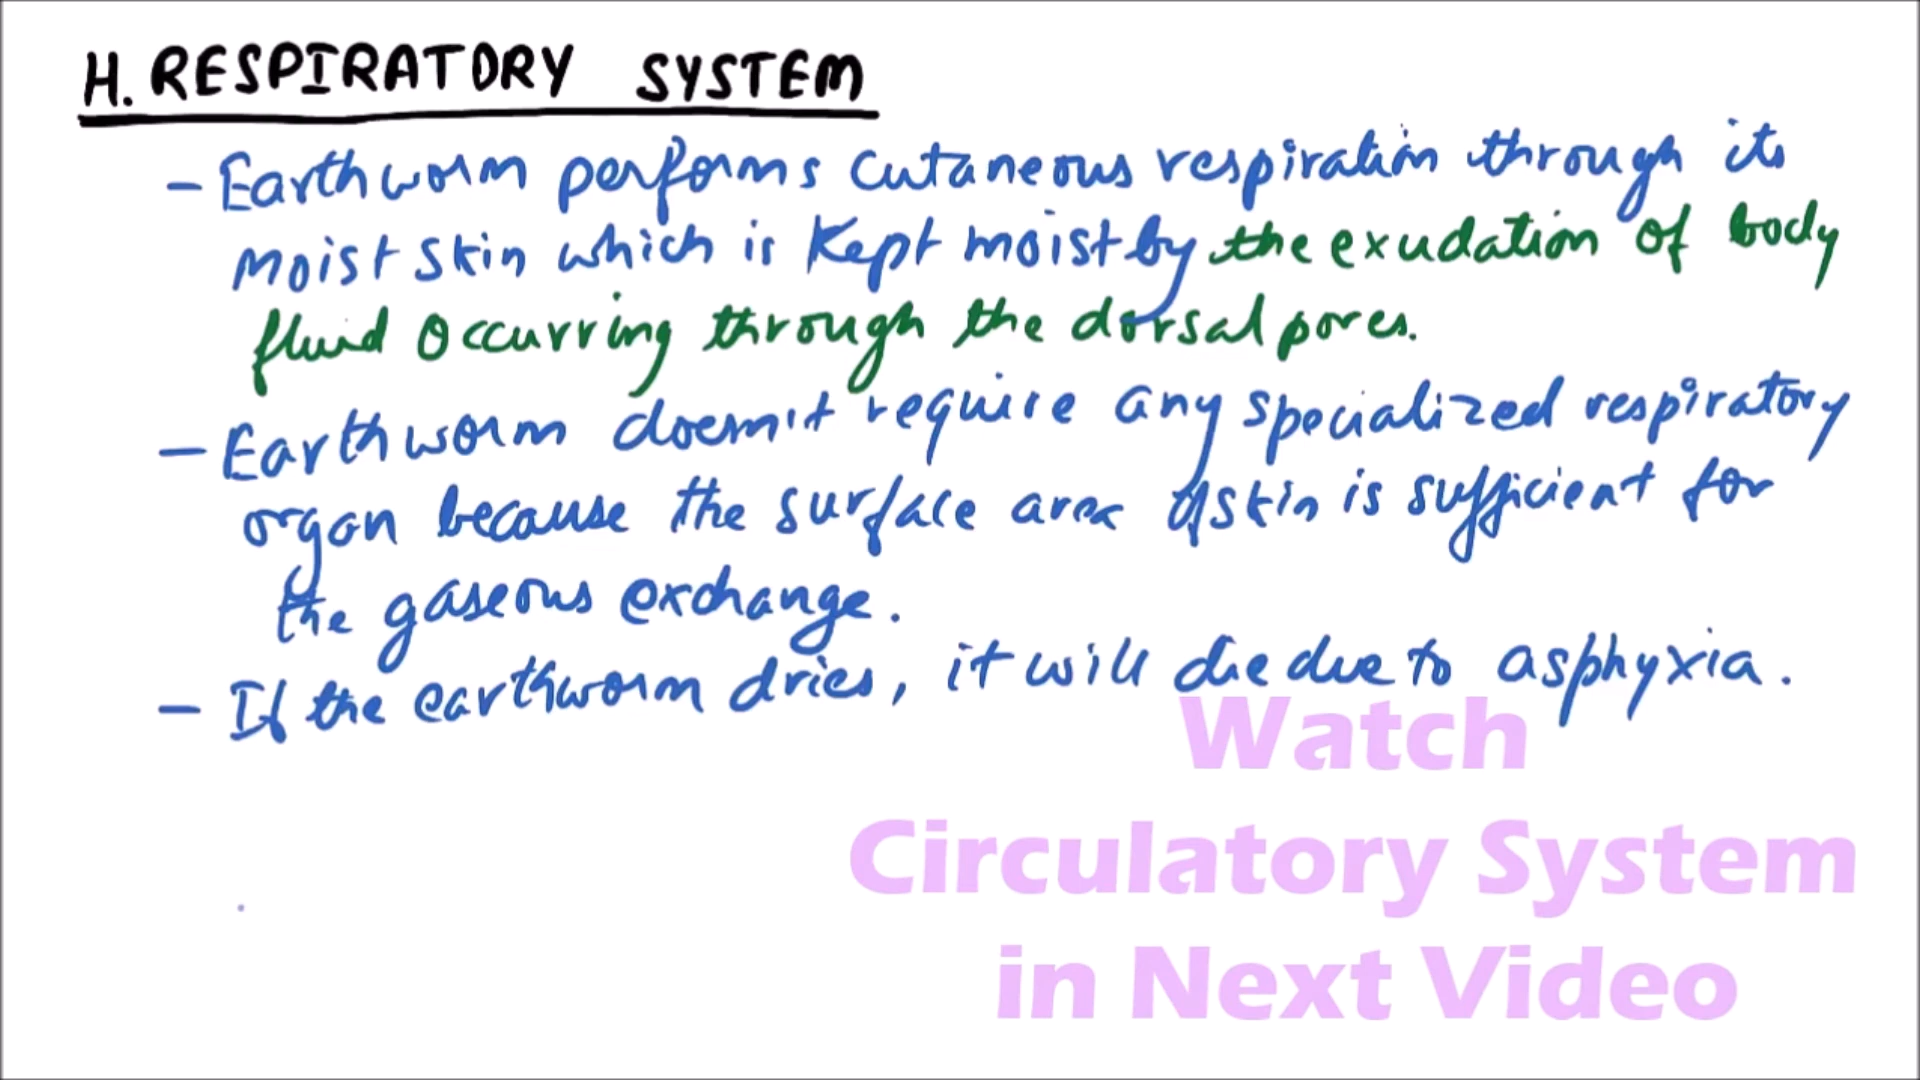 H. RESPIRATORY SYSTEM
- Earthworm performs cutaneous respiration through its
moist skin which is kept moist by the exudation of body
fluid occurring through the dorsal pores.
- Earthworm doesn't require any specialized respiratory
organ because the surface area of skin is sufficient for
the gaseous exchange.
- If the earthworm dries, it will die due to asphyxia.
Watch
Circulatory System
in Next Video